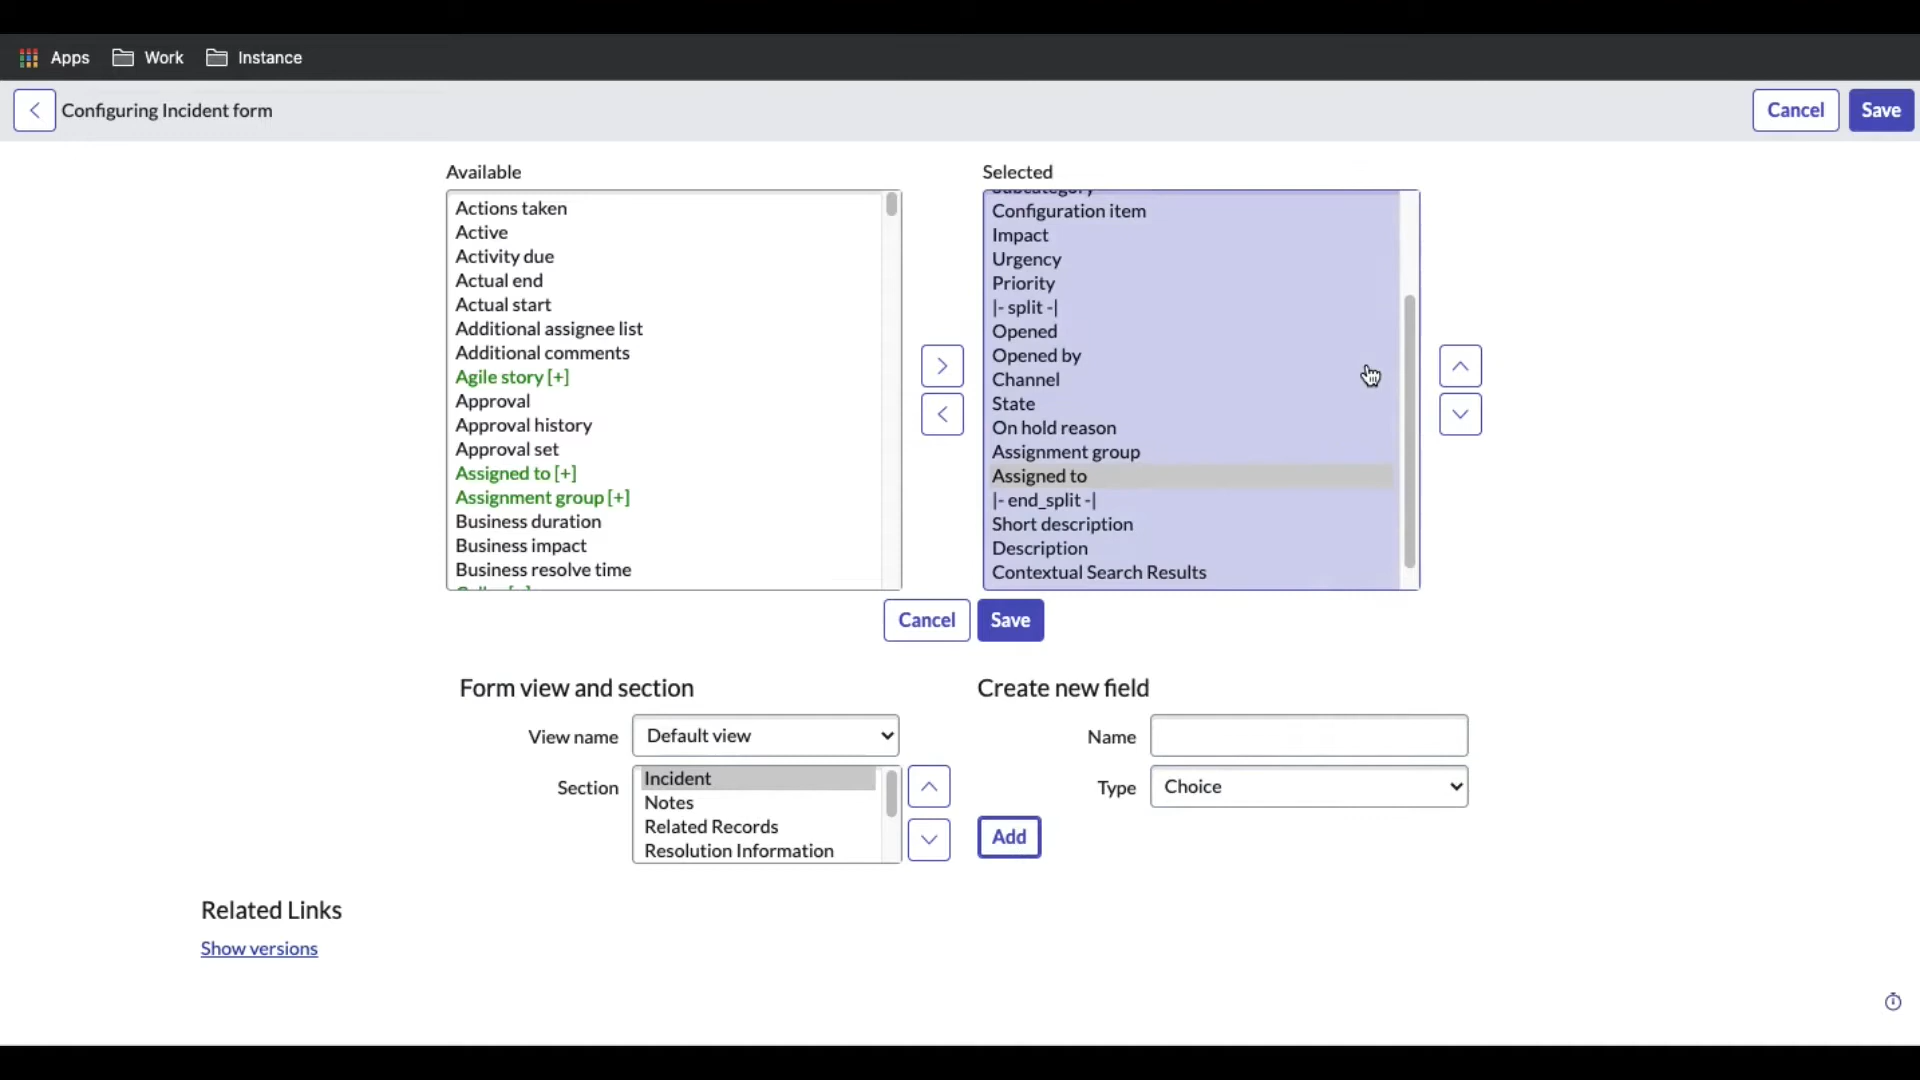 Apps Work Instance
Configuring Incident form
Cancel Save
Available
Actions taken
Active
Activity due
Actual end
Actual start
Additional assignee list
Additional comments
Agile story [+]
Approval
Approval history
Approval set
Assigned to [+]
Assignment group [+]
Business duration
Business impact
Business resolve time
Selected
Subcategory
Configuration item
Impact
Urgency
Priority
|- split -|
Opened
Opened by
Channel
State
On hold reason
Assignment group
Assigned to
|- end_split -|
Short description
Description
Contextual Search Results
Cancel Save
Form view and section
View name Default view
Section Incident
Notes
Related Records
Resolution Information
Create new field
Name
Type Choice
Add
Related Links
Show versions